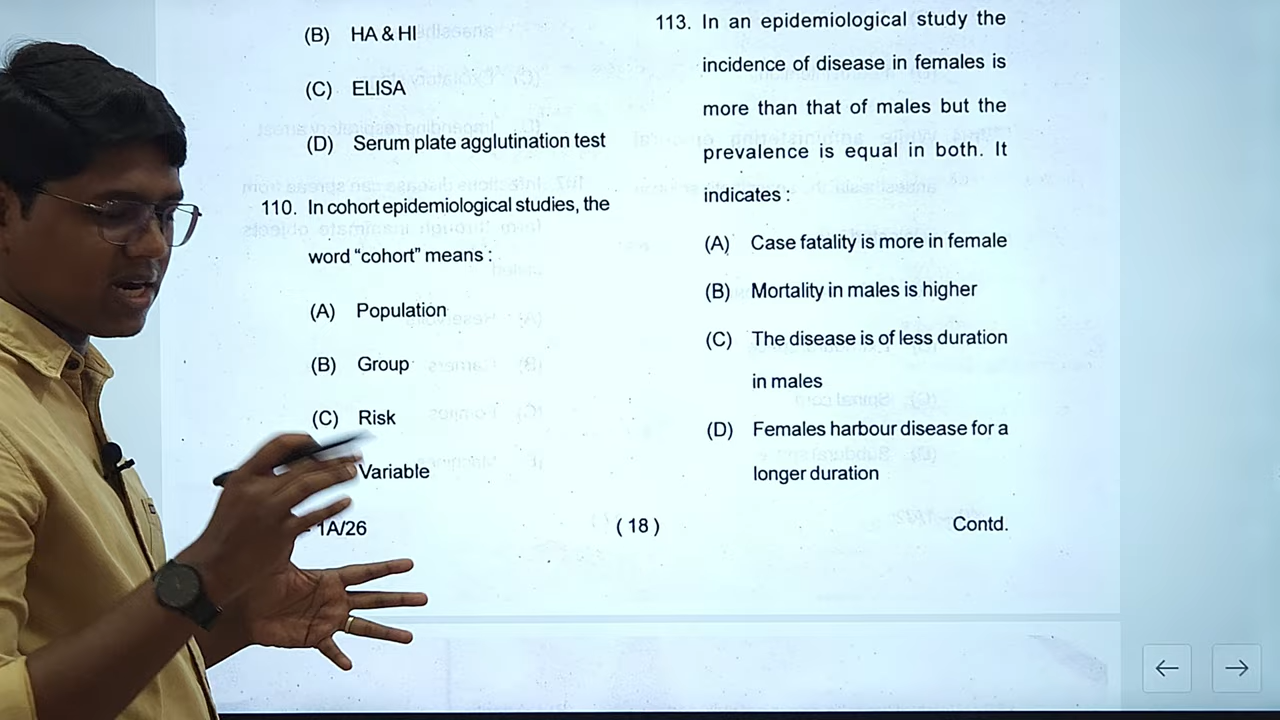 (B) HA & HI
(C) ELISA
(D) Serum plate agglutination test
110. In cohort epidemiological studies, the
word “cohort” means :
(A) Population
(B) Group
(C) Risk
Variable
1A/26
(18)
113. In an epidemiological study the
incidence of disease in females is
more than that of males but the
prevalence is equal in both. It
indicates :
(A) Case fatality is more in female
(B) Mortality in males is higher
(C) The disease is of less duration
in males
(D) Females harbour disease for a
longer duration
Contd.